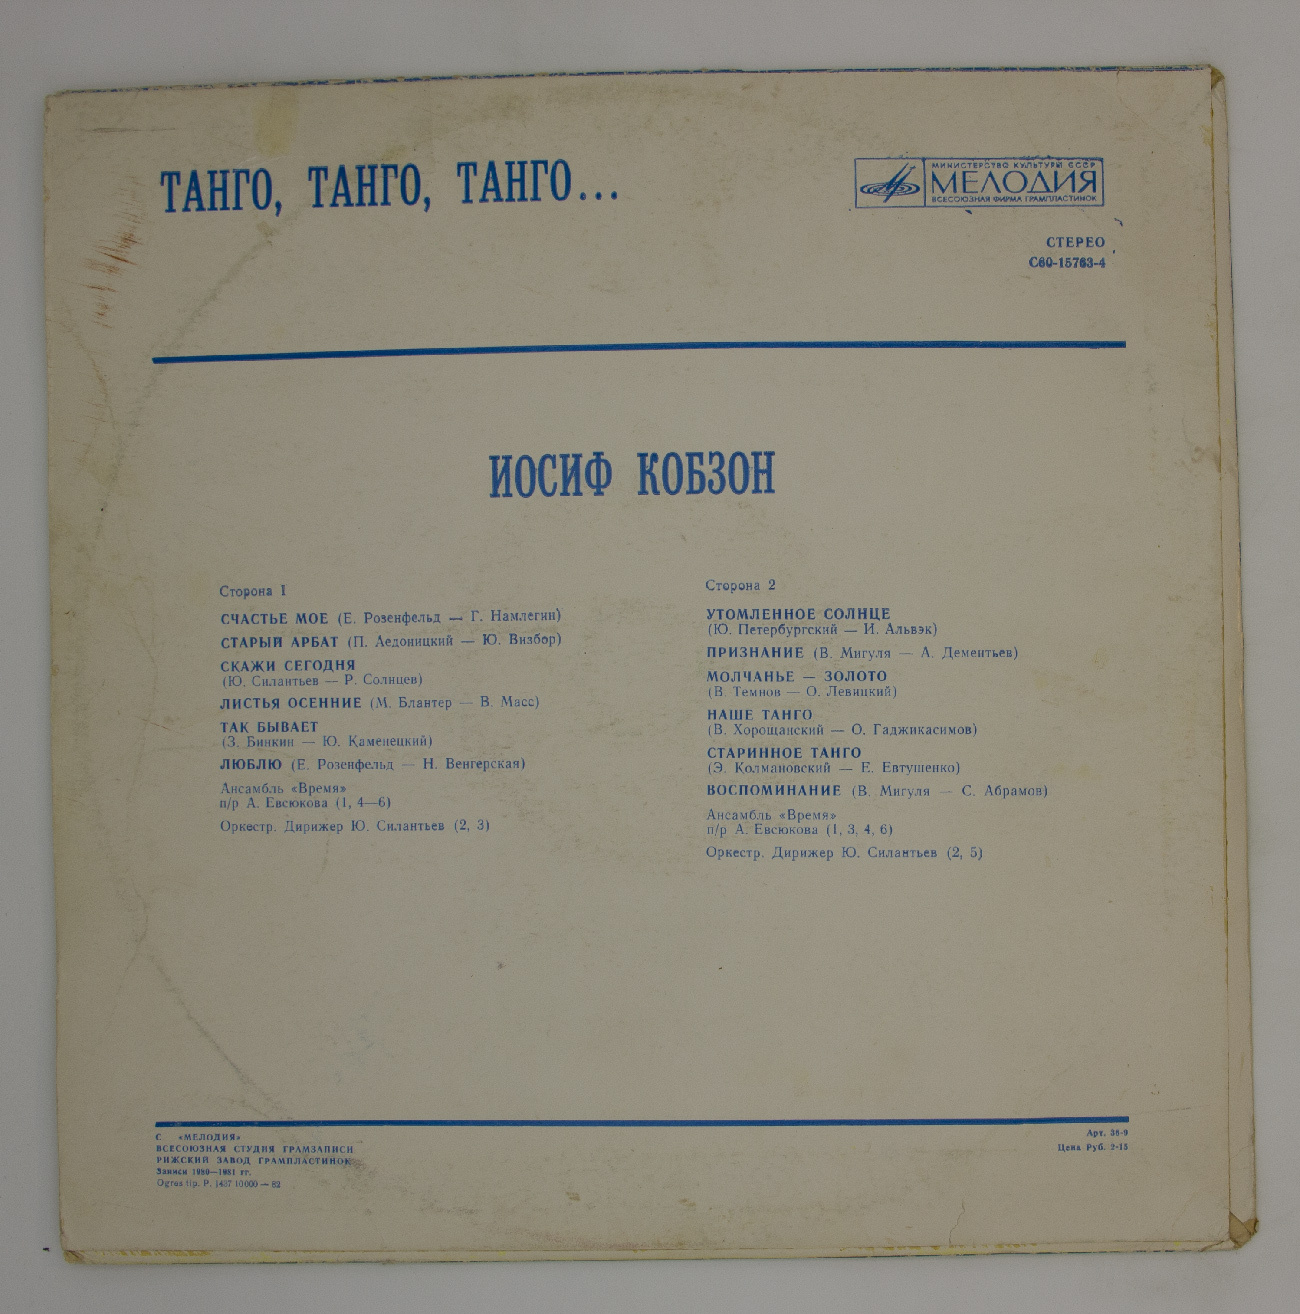 ТАНГО, ТАНГО, ТАНГО...
МИНИСТЕРСТВО КУЛЬТУРЫ СССР
МЕЛОДИЯ
ВСЕСОЮЗНАЯ ФИРМА ГРАМПЛАСТИНОК
СТЕРЕО
С60-15763-4
ИОСИФ КОБЗОН
Сторона 1
СЧАСТЬЕ МОЕ (Е. Розенфельд — Г. Намлегин)
СТАРЫЙ АРБАТ (П. Аедоницкий — Ю. Визбор)
СКАЖИ СЕГОДНЯ
(Ю. Силантьев — Р. Солнцев)
ЛИСТЬЯ ОСЕННИЕ (М. Блантер — В. Масс)
ТАК БЫВАЕТ
(З. Бинкин — Ю. Каменецкий)
ЛЮБЛЮ (Е. Розенфельд — Н. Венгерская)
Ансамбль «Время»
п/р А. Евсюкова (1, 4—6)
Оркестр. Дирижер Ю. Силантьев (2, 3)
Сторона 2
УТОМЛЕННОЕ СОЛНЦЕ
(Ю. Петербургский — И. Альвэк)
ПРИЗНАНИЕ (В. Мигуля — А. Дементьев)
МОЛЧАНЬЕ — ЗОЛОТО
(В. Темнов — О. Левицкий)
НАШЕ ТАНГО
(В. Хорощанский — О. Гаджикасимов)
СТАРИННОЕ ТАНГО
(Э. Колмановский — Е. Евтушенко)
ВОСПОМИНАНИЕ (В. Мигуля — С. Абрамов)
Ансамбль «Время»
п/р А. Евсюкова (1, 3, 4, 6)
Оркестр. Дирижер Ю. Силантьев (2, 5)
С «МЕЛОДИЯ»
ВСЕСОЮЗНАЯ СТУДИЯ ГРАМЗАПИСИ
РИЖСКИЙ ЗАВОД ГРАМПЛАСТИНОК
Записи 1980—1981 гг.
Ogres tip. P. 1437 10000 — 82
Арт. 38-9
Цена Руб. 2-15